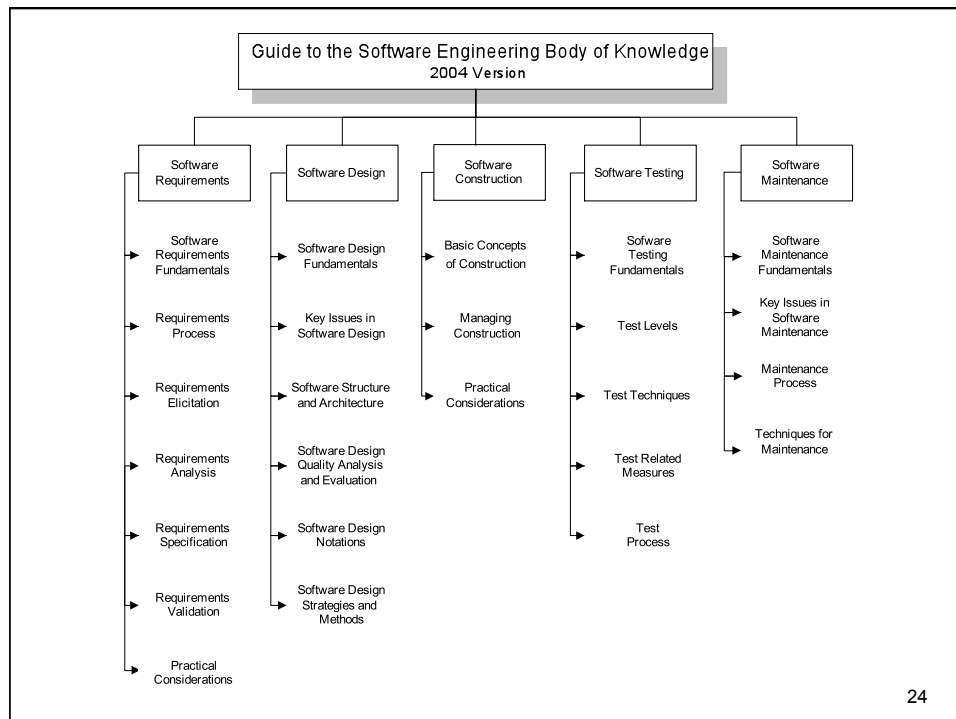 Guide to the Software Engineering Body of Knowledge
2004 Version
Software
Requirements
Software
Requirements
Fundamentals
Requirements
Process
Requirements
Elicitation
Requirements
Analysis
Requirements
Specification
Requirements
Validation
Practical
Considerations
Software Design
Software Design
Fundamentals
Key Issues in
Software Design
Software Structure
and Architecture
Software Design
Quality Analysis
and Evaluation
Software Design
Notations
Software Design
Strategies and
Methods
Software
Construction
Basic Concepts
of Construction
Managing
Construction
Practical
Considerations
Software Testing
Sofware
Testing
Fundamentals
Test Levels
Test Techniques
Test Related
Measures
Test
Process
Software
Maintenance
Software
Maintenance
Fundamentals
Key Issues in
Software
Maintenance
Maintenance
Process
Techniques for
Maintenance
24